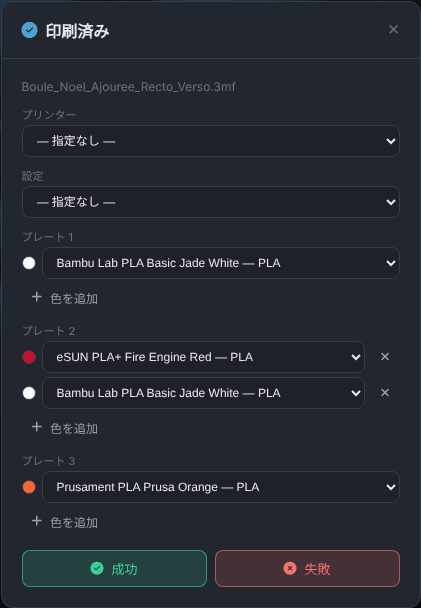 印刷済み
Boule_Noel_Ajouree_Recto_Verso.3mf
プリンター
— 指定なし —
設定
— 指定なし —
プレート 1
Bambu Lab PLA Basic Jade White — PLA
+ 色を追加
プレート 2
eSUN PLA+ Fire Engine Red — PLA
Bambu Lab PLA Basic Jade White — PLA
+ 色を追加
プレート 3
Prusament PLA Prusa Orange — PLA
+ 色を追加
成功
失敗